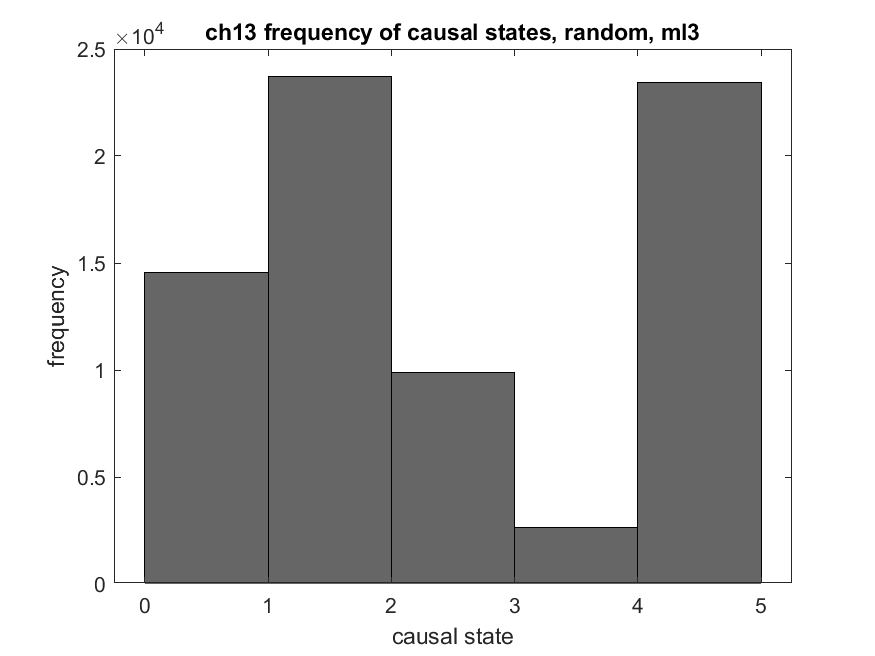 ch13 frequency of causal states, random, ml3
×10^4
2.5
2
1.5
1
0.5
0
frequency
0 1 2 3 4 5
causal state